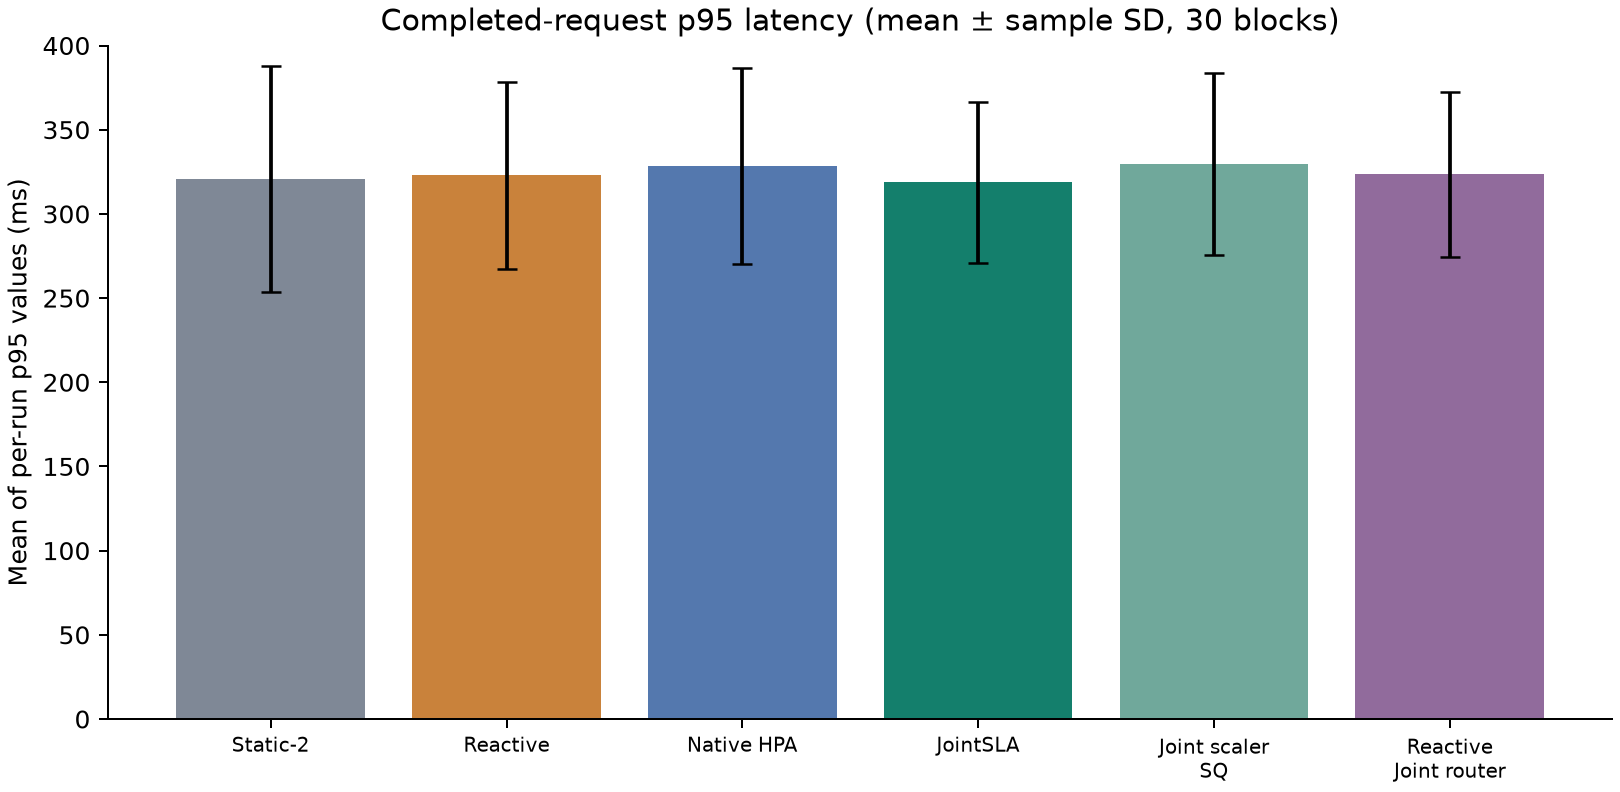 Completed-request p95 latency (mean ± sample SD, 30 blocks)
Mean of per-run p95 values (ms)
400
350
300
250
200
150
100
50
0
Static-2
Reactive
Native HPA
JointSLA
Joint scaler
SQ
Reactive
Joint router